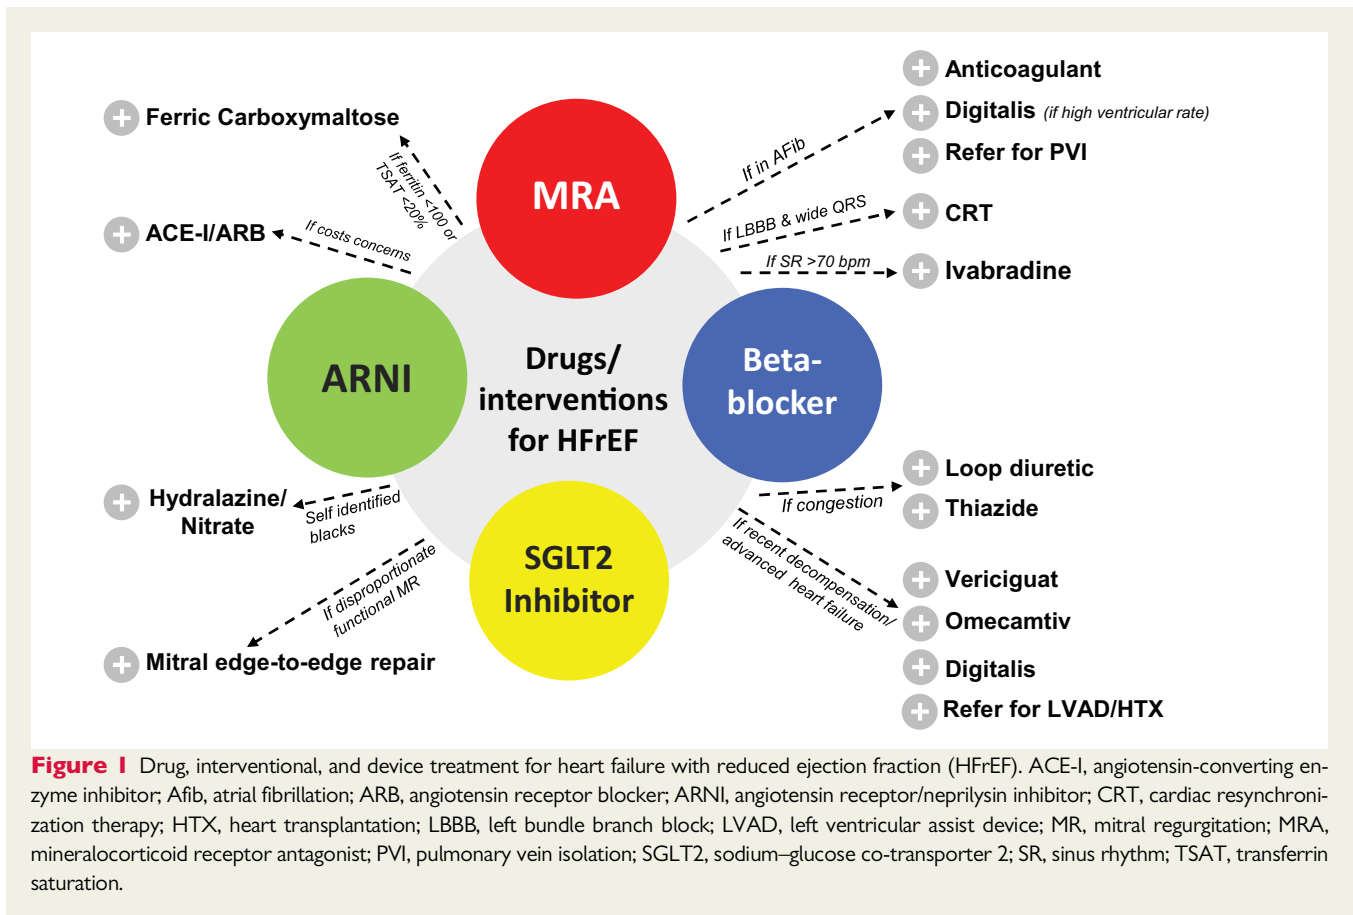 Ferric Carboxymaltose
If ferritin <100 or
TSAT <20%
ACE-I/ARB
If costs concerns
MRA
ARNI
Drugs/
interventions
for HFrEF
Beta-
blocker
SGLT2
Inhibitor
Anticoagulant
If in AFib
Digitalis (if high ventricular rate)
Refer for PVI
If LBBB & wide QRS
CRT
If SR >70 bpm
Ivabradine
Hydralazine/
Nitrate
Self identified
blacks
If disproportionate
functional MR
Mitral edge-to-edge repair
If congestion
Loop diuretic
Thiazide
If recent decompensation/
advanced heart failure
Vericiguat
Omecamtiv
Digitalis
Refer for LVAD/HTX
Figure 1 Drug, interventional, and device treatment for heart failure with reduced ejection fraction (HFrEF). ACE-I, angiotensin-converting en-
zyme inhibitor; Afib, atrial fibrillation; ARB, angiotensin receptor blocker; ARNI, angiotensin receptor/neprilysin inhibitor; CRT, cardiac resynchroni-
zation therapy; HTX, heart transplantation; LBBB, left bundle branch block; LVAD, left ventricular assist device; MR, mitral regurgitation; MRA,
mineralocorticoid receptor antagonist; PVI, pulmonary vein isolation; SGLT2, sodium–glucose co-transporter 2; SR, sinus rhythm; TSAT, transferrin
saturation.